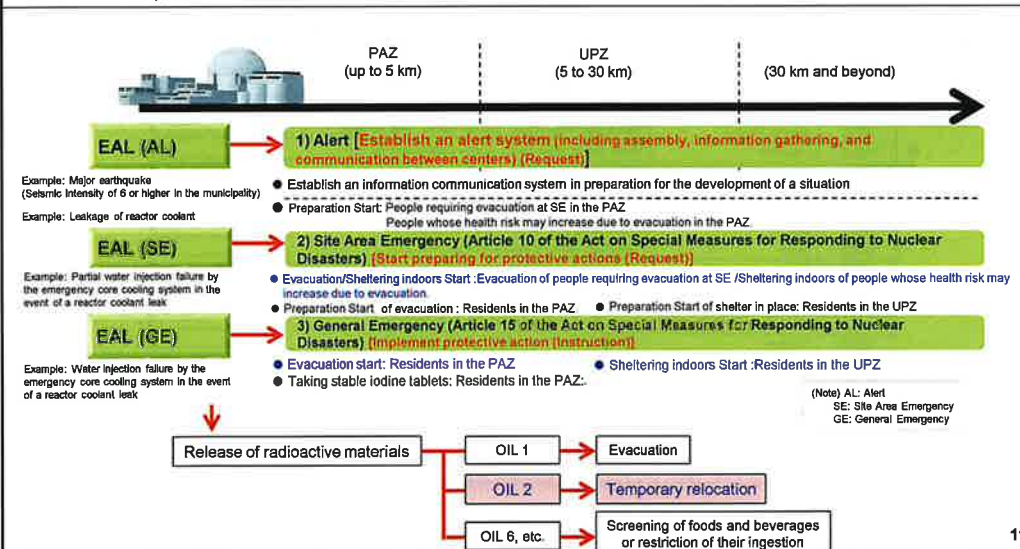 PAZ
(up to 5 km)
UPZ
(5 to 30 km)
(30 km and beyond)
EAL (AL)
1) Alert [Establish an alert system (including assembly, information gathering, and
communication between centers) (Request)]
Example: Major earthquake
(Seismic intensity of 6 or higher in the municipality)
Example: Leakage of reactor coolant
● Establish an information communication system in preparation for the development of a situation
● Preparation Start: People requiring evacuation at SE in the PAZ
People whose health risk may increase due to evacuation in the PAZ.
EAL (SE)
2) Site Area Emergency (Article 10 of the Act on Special Measures for Responding to Nuclear
Disasters) [Start preparing for protective actions (Request)]
Example: Partial water injection failure by
the emergency core cooling system in the
event of a reactor coolant leak
● Evacuation/Sheltering indoors Start :Evacuation of people requiring evacuation at SE /Sheltering indoors of people whose health risk may
increase due to evacuation.
● Preparation Start of evacuation : Residents in the PAZ
● Preparation Start of shelter in place: Residents in the UPZ
EAL (GE)
3) General Emergency (Article 15 of the Act on Special Measures for Responding to Nuclear
Disasters) [Implement protective action (Instruction)]
Example: Water injection failure by the
emergency core cooling system in the event
of a reactor coolant leak
● Evacuation start: Residents in the PAZ
● Sheltering indoors Start :Residents in the UPZ
● Taking stable iodine tablets: Residents in the PAZ:.
(Note) AL: Alert
SE: Site Area Emergency
GE: General Emergency
Release of radioactive materials
OIL 1
Evacuation
OIL 2
Temporary relocation
OIL 6, etc.
Screening of foods and beverages
or restriction of their ingestion